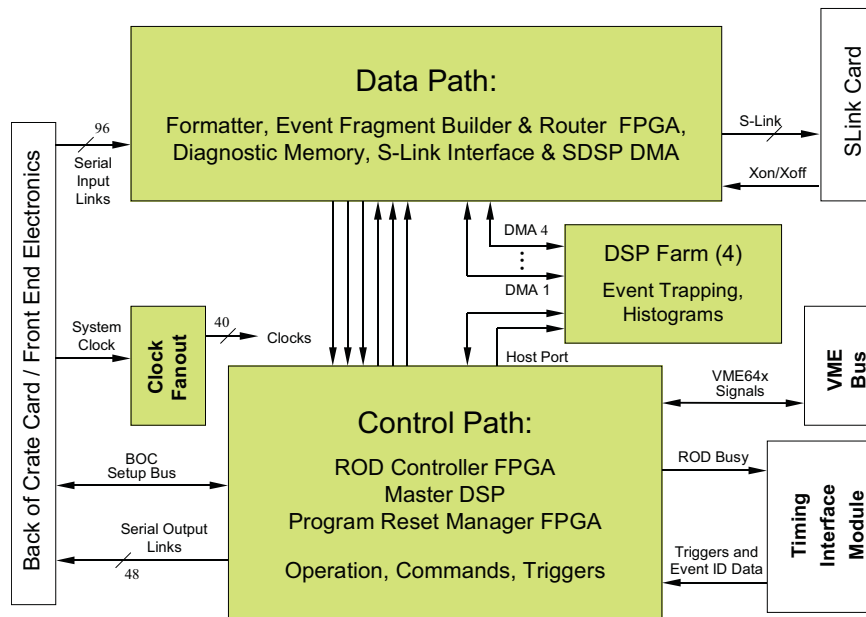 Data Path:
Formatter, Event Fragment Builder & Router FPGA,
Diagnostic Memory, S-Link Interface & SDSP DMA
Back of Crate Card / Front End Electronics
96
Serial
Input
Links
S-Link
Xon/Xoff
SLink Card
DMA 4
DMA 1
DSP Farm (4)
Event Trapping,
Histograms
System
Clock
Clock
Fanout
40
Clocks
Host Port
VME64x
Signals
VME
Bus
Control Path:
ROD Controller FPGA
Master DSP
Program Reset Manager FPGA
Operation, Commands, Triggers
BOC
Setup Bus
Serial Output
Links
48
ROD Busy
Triggers and
Event ID Data
Timing
Interface
Module